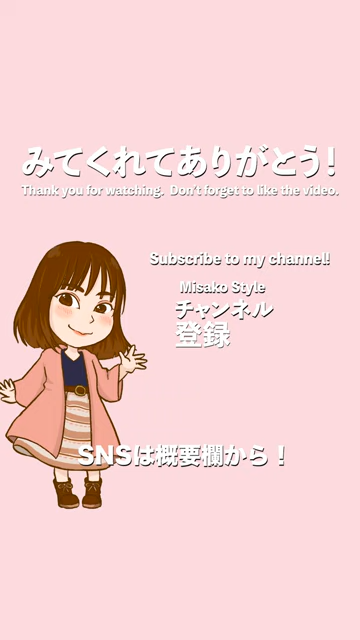 みてくれてありがとう!
Thank you for watching. Don't forget to like the video.
Subscribe to my channel!
Misako Style
チャンネル
登録
SNSは概要欄から！